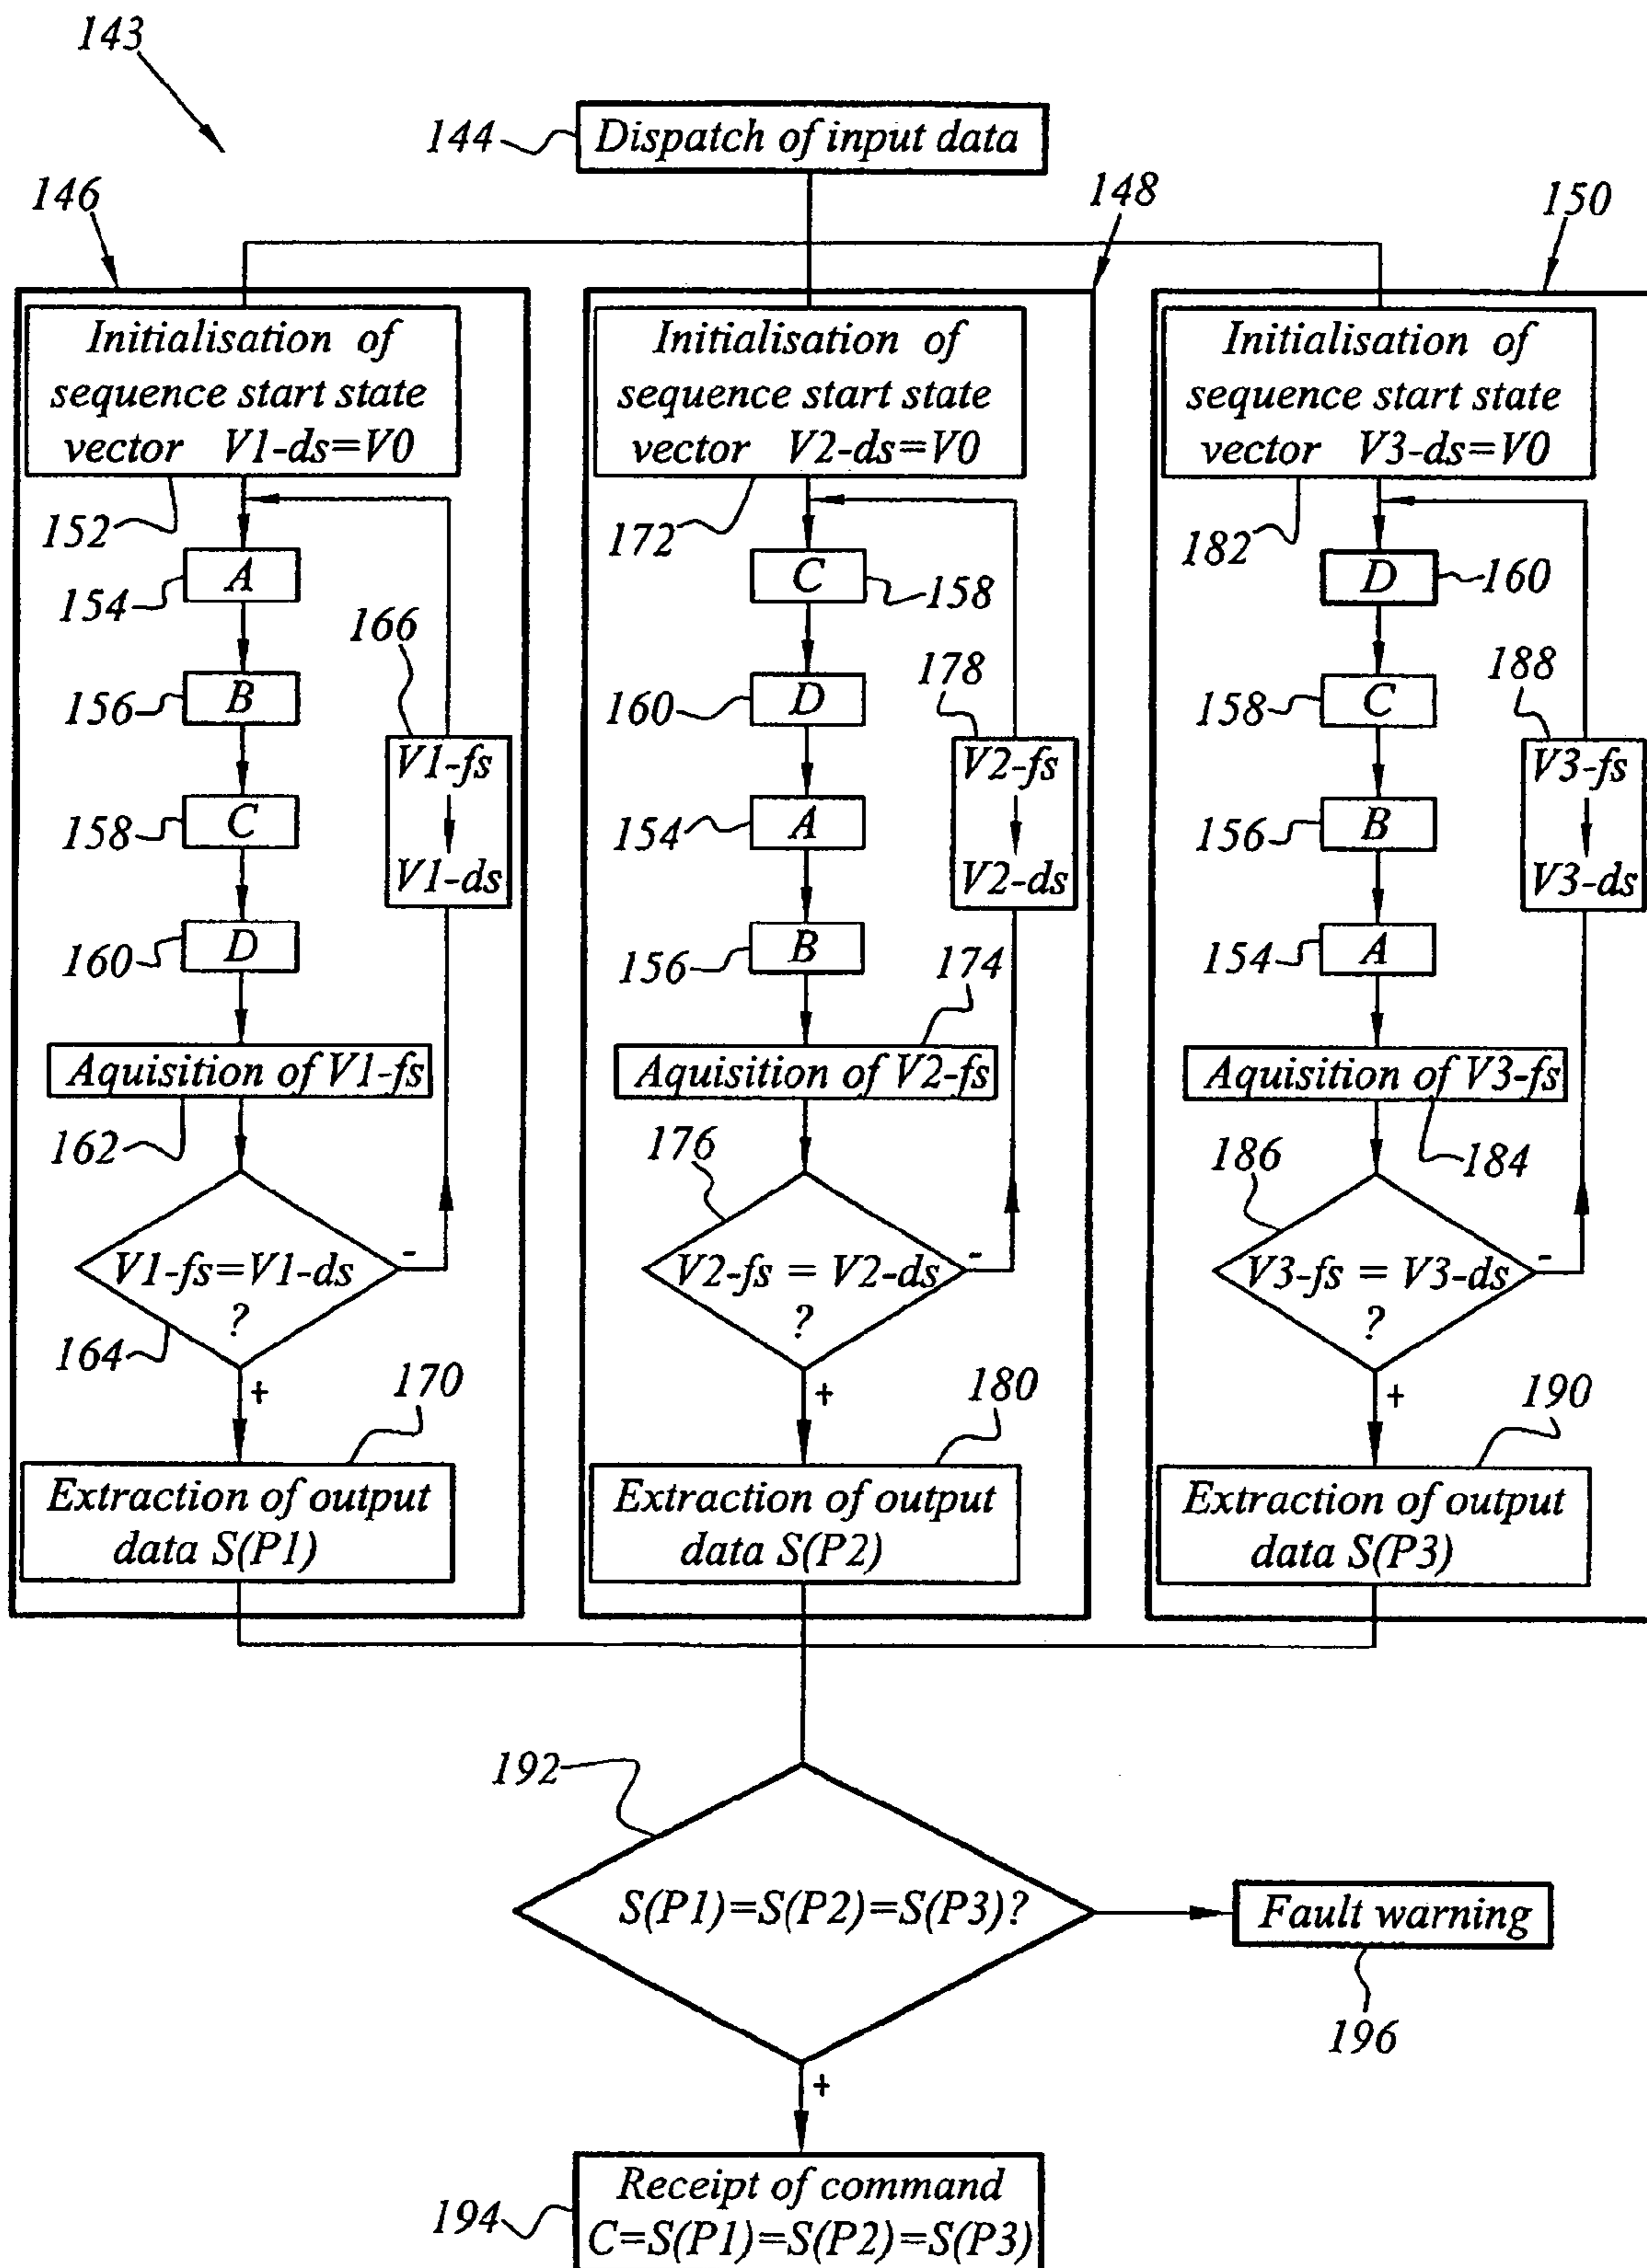 143
144
Dispatch of input data
146
148
150
Initialisation of
sequence start state
vector V1-ds=V0
Initialisation of
sequence start state
vector V2-ds=V0
Initialisation of
sequence start state
vector V3-ds=V0
152
172
182
A
154
C
158
D
160
166
B
156
178
D
160
188
C
158
V1-fs
V1-ds
V2-fs
V2-ds
V3-fs
V3-ds
C
158
A
154
B
156
D
160
B
156
174
A
154
Aquisition of V1-fs
Aquisition of V2-fs
Aquisition of V3-fs
162
176
186
184
V1-fs=V1-ds
?
-
V2-fs = V2-ds
?
-
V3-fs = V3-ds
?
-
164
+
170
+
180
+
190
Extraction of output
data S(P1)
Extraction of output
data S(P2)
Extraction of output
data S(P3)
192
S(P1)=S(P2)=S(P3)?
Fault warning
196
+
194
Receipt of command
C=S(P1)=S(P2)=S(P3)